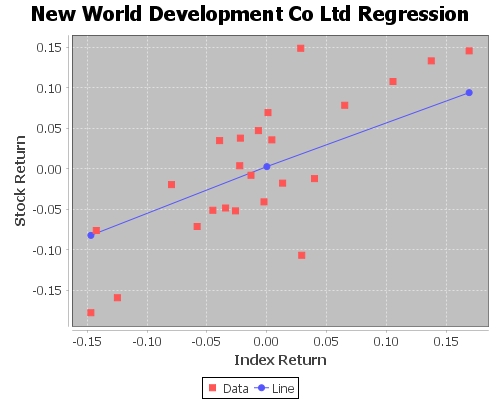 New World Development Co Ltd Regression
0.15
0.10
0.05
0.00
-0.05
-0.10
-0.15
Stock Return
-0.15 -0.10 -0.05 0.00 0.05 0.10 0.15
Index Return
Data Line